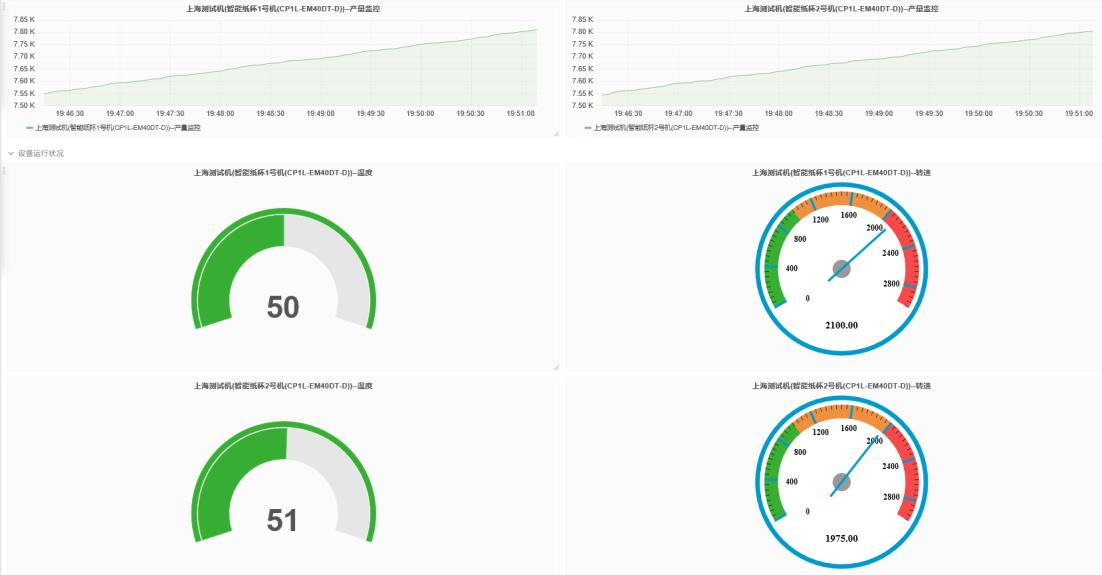 上海测试机(智能纸杯1号机(CP1L-EM40DT-D))--产量监控
7.85 K
7.80 K
7.75 K
7.70 K
7.65 K
7.60 K
7.55 K
7.50 K
19:46:30 19:47:00 19:47:30 19:48:00 19:48:30 19:49:00 19:49:30 19:50:00 19:50:30 19:51:00
上海测试机(智能纸杯1号机(CP1L-EM40DT-D))--产量监控
上海测试机(智能纸杯2号机(CP1L-EM40DT-D))--产量监控
7.85 K
7.80 K
7.75 K
7.70 K
7.65 K
7.60 K
7.55 K
7.50 K
19:46:30 19:47:00 19:47:30 19:48:00 19:48:30 19:49:00 19:49:30 19:50:00 19:50:30 19:51:00
上海测试机(智能纸杯2号机(CP1L-EM40DT-D))--产量监控
设备运行状况
上海测试机(智能纸杯1号机(CP1L-EM40DT-D))--温度
50
上海测试机(智能纸杯1号机(CP1L-EM40DT-D))--转速
0
400
800
1200
1600
2000
2400
2800
2100.00
上海测试机(智能纸杯2号机(CP1L-EM40DT-D))--温度
51
上海测试机(智能纸杯2号机(CP1L-EM40DT-D))--转速
0
400
800
1200
1600
2000
2400
2800
1975.00